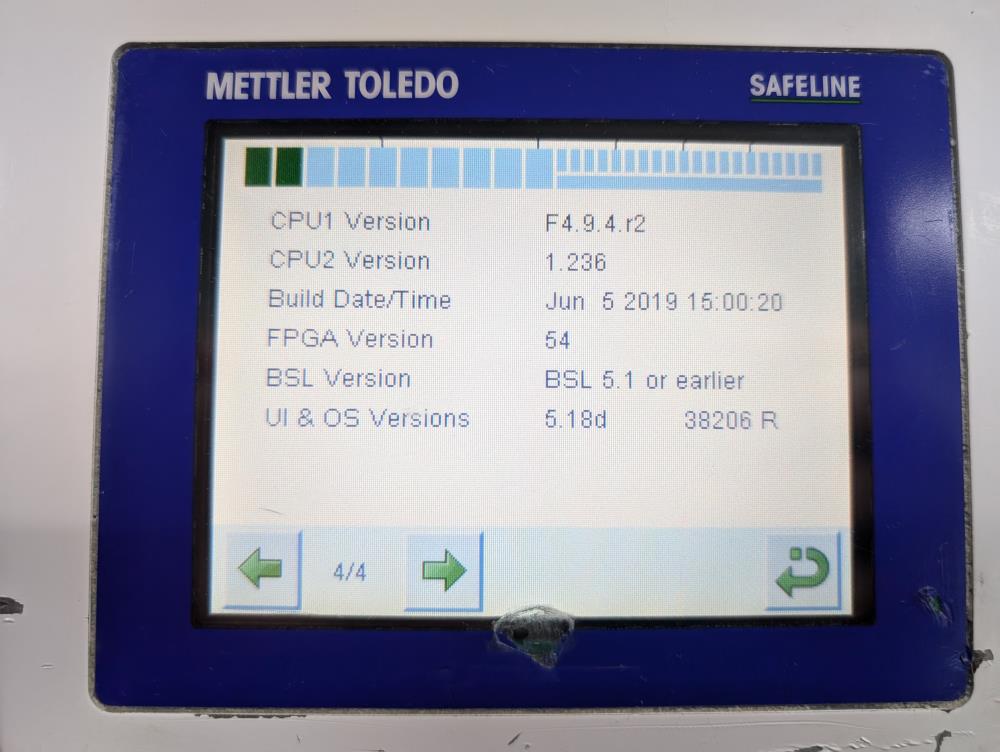 METTLER TOLEDO
SAFELINE
CPU1 Version F4.9.4.r2
CPU2 Version 1.236
Build Date/Time Jun 5 2019 15:00:20
FPGA Version 54
BSL Version BSL 5.1 or earlier
UI & OS Versions 5.18d 38206 R
4/4